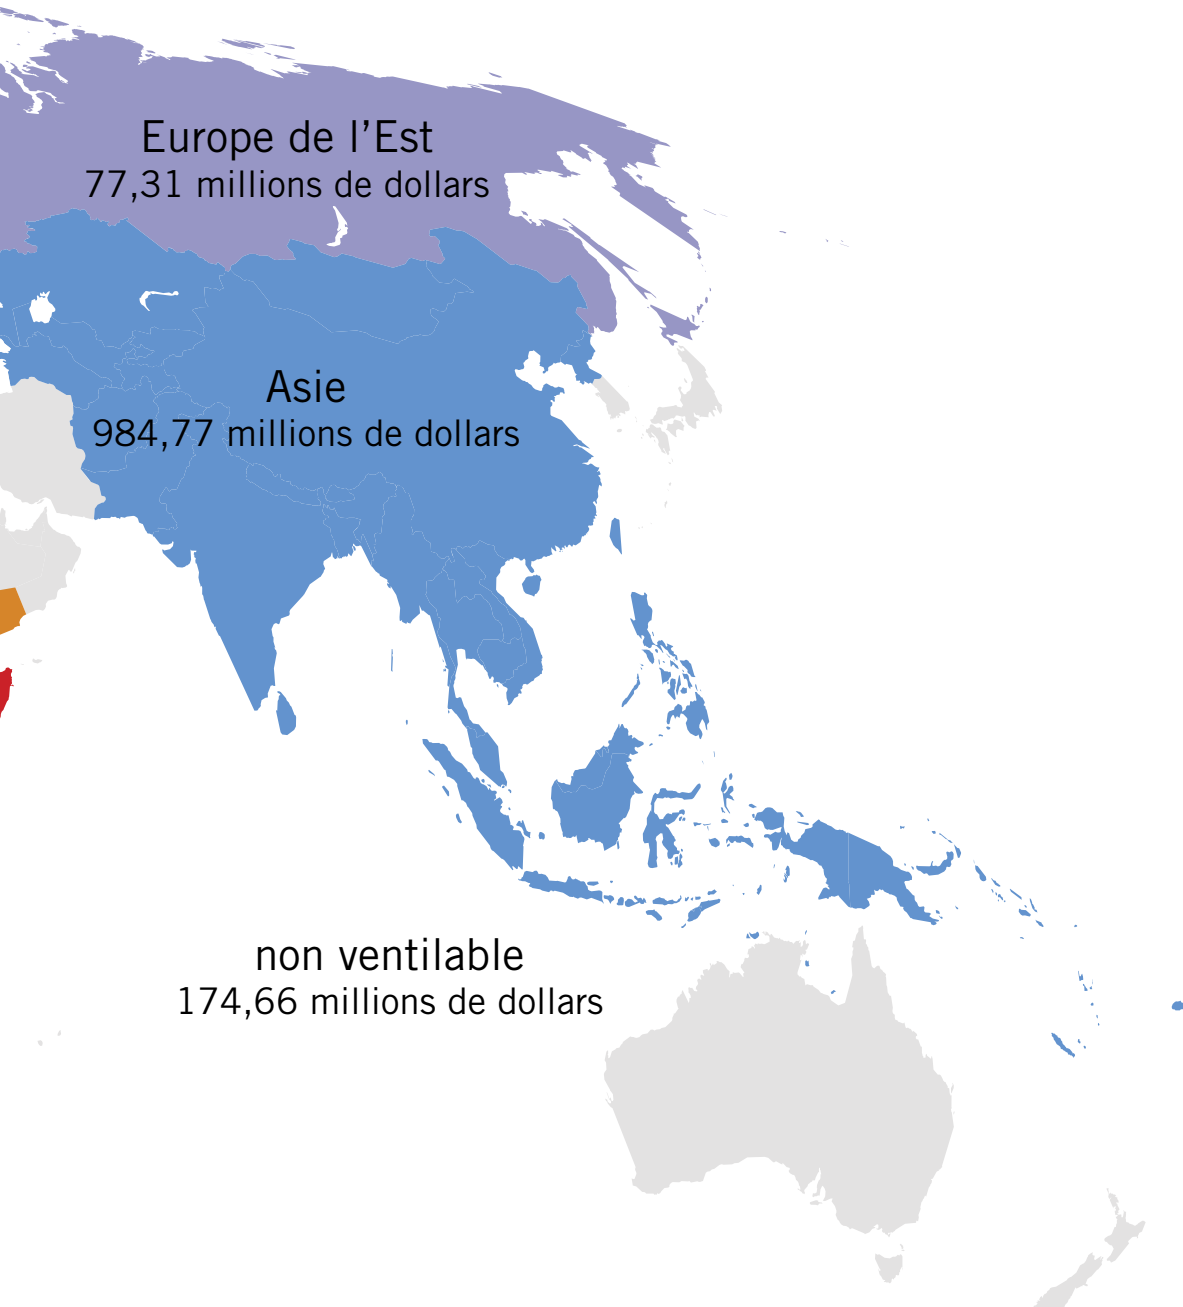 Europe de l’Est
77,31 millions de dollars
Asie
984,77 millions de dollars
non ventilable
174,66 millions de dollars